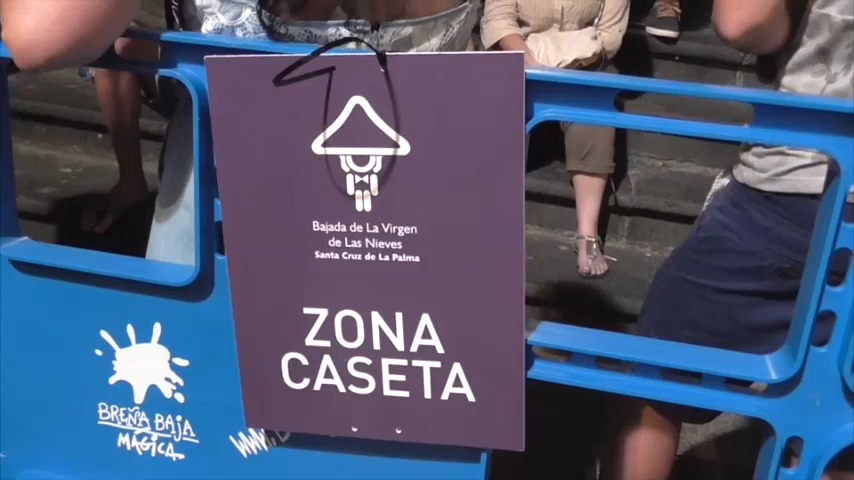 Bajada de La Virgen
de Las Nieves
Santa Cruz de La Palma
ZONA
CASETA
BREÑA BAJA
MÁGICA